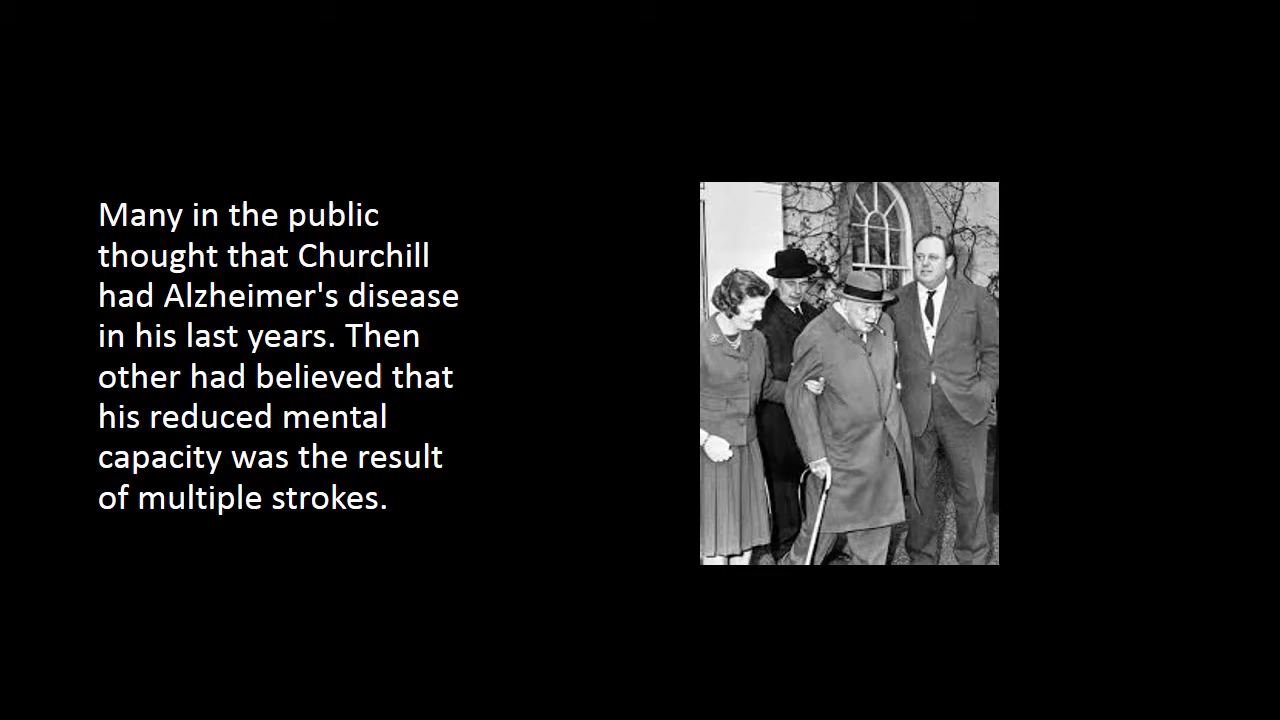 Many in the public
thought that Churchill
had Alzheimer's disease
in his last years. Then
other had believed that
his reduced mental
capacity was the result
of multiple strokes.